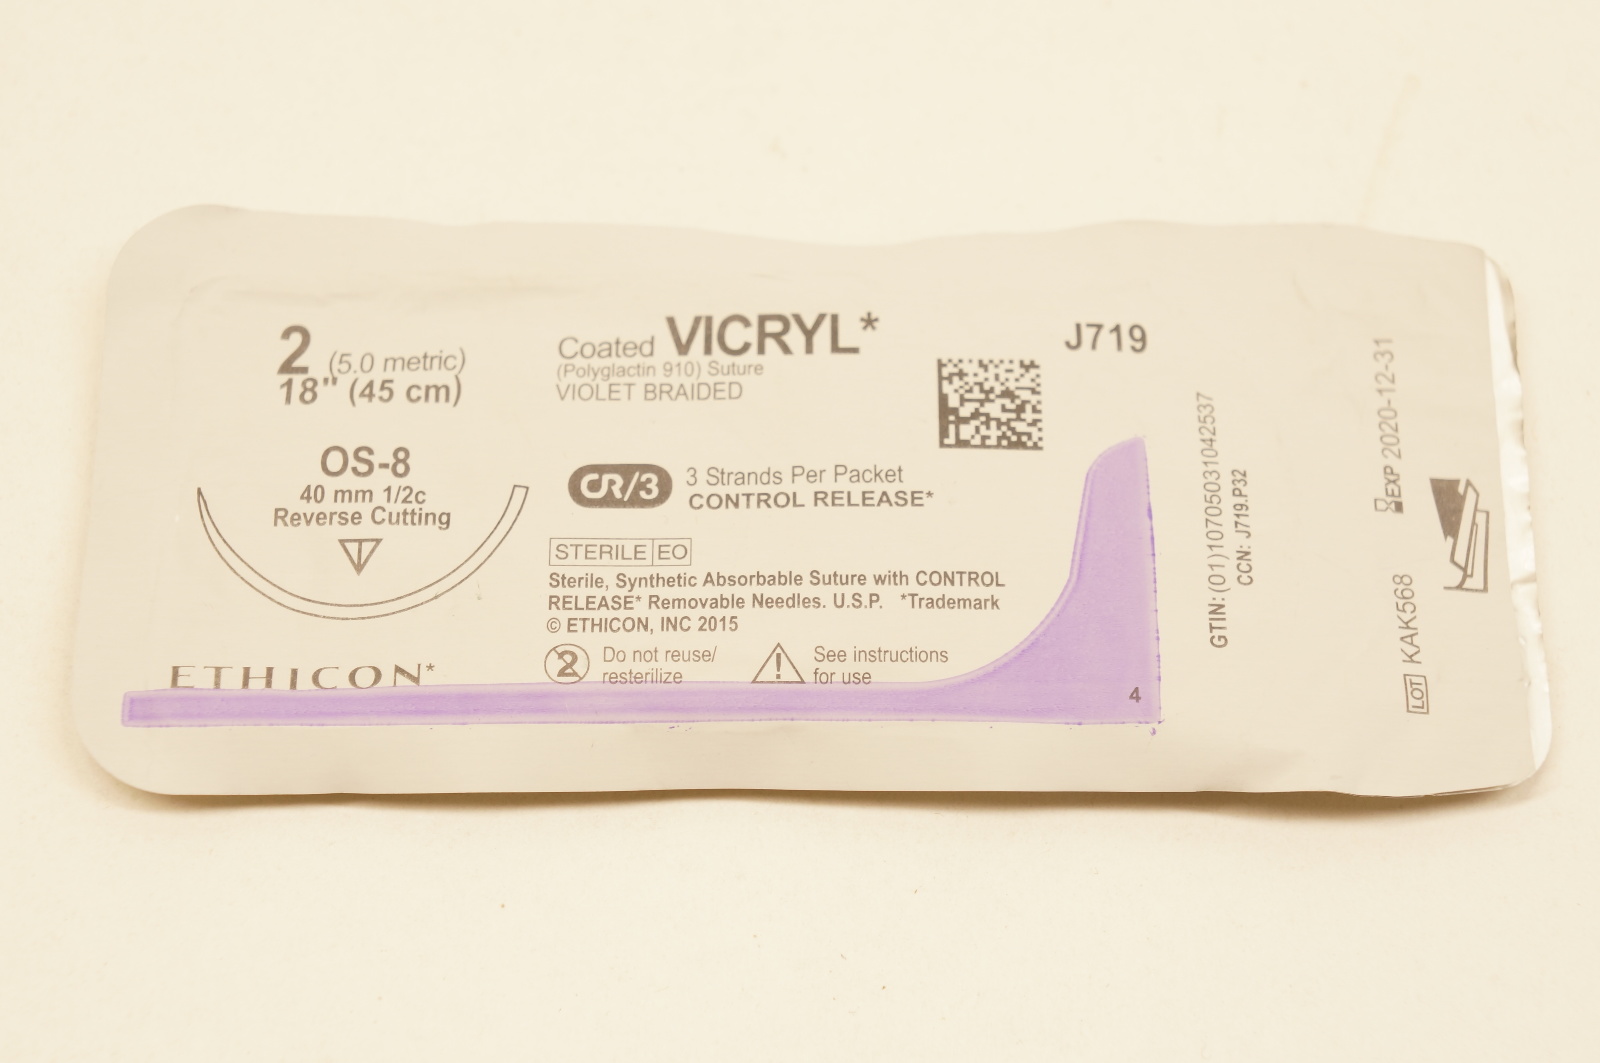 2 (5.0 metric)
18" (45 cm)
OS-8
40 mm 1/2c
Reverse Cutting
ETHICON*
Coated VICRYL*
(Polyglactin 910) Suture
VIOLET BRAIDED
CR/3 3 Strands Per Packet
CONTROL RELEASE*
STERILE EO
Sterile, Synthetic Absorbable Suture with CONTROL
RELEASE* Removable Needles. U.S.P. *Trademark
© ETHICON, INC 2015
2 Do not reuse/
resterilize
! See instructions
for use
J719
4
GTIN: (01)10705031042537
CCN: J719.P32
EXP 2020-12-31
LOT KAK568